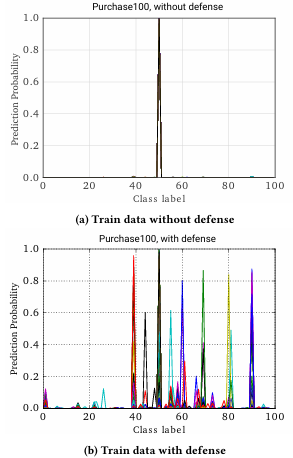 Purchase100, without defense
1.0
0.8
0.6
0.4
0.2
0.0
Prediction Probability
0 20 40 60 80 100
Class label
(a) Train data without defense
Purchase100, with defense
1.0
0.8
0.6
0.4
0.2
0.0
Prediction Probability
0 20 40 60 80 100
Class label
(b) Train data with defense